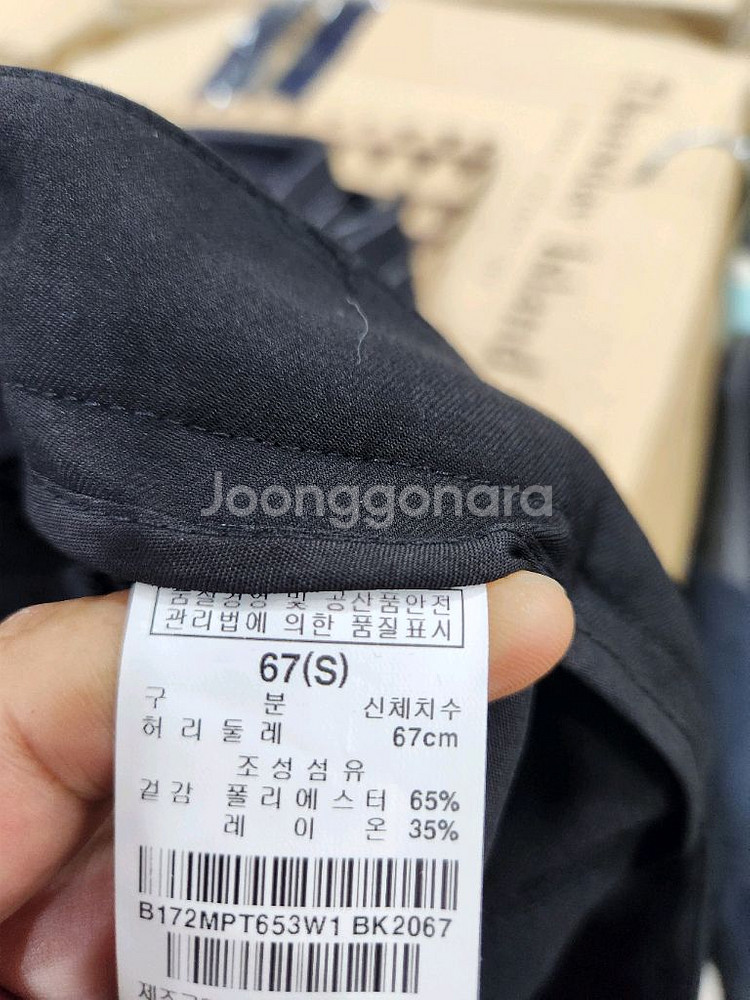 Thursday Island
Joonggonara
품질경영 및 공산품안전
관리법에 의한 품질표시
67(S)
구 분 신체치수
허리둘레 67cm
조성섬유
겉감 폴리에스터 65%
레이온 35%
B172MPT653W1 BK2067